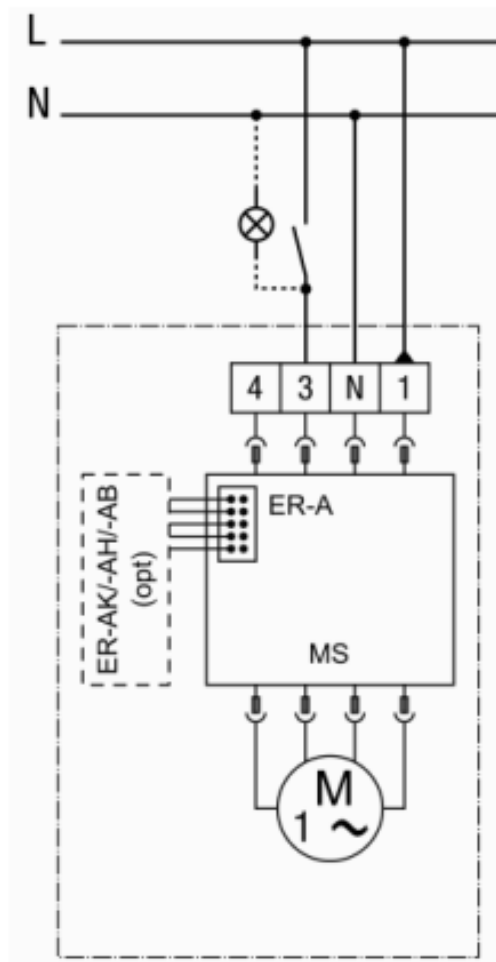 L
N
4 3 N 1
ER-A
ER-AK/-AH/-AB
(opt)
MS
M
1 ~